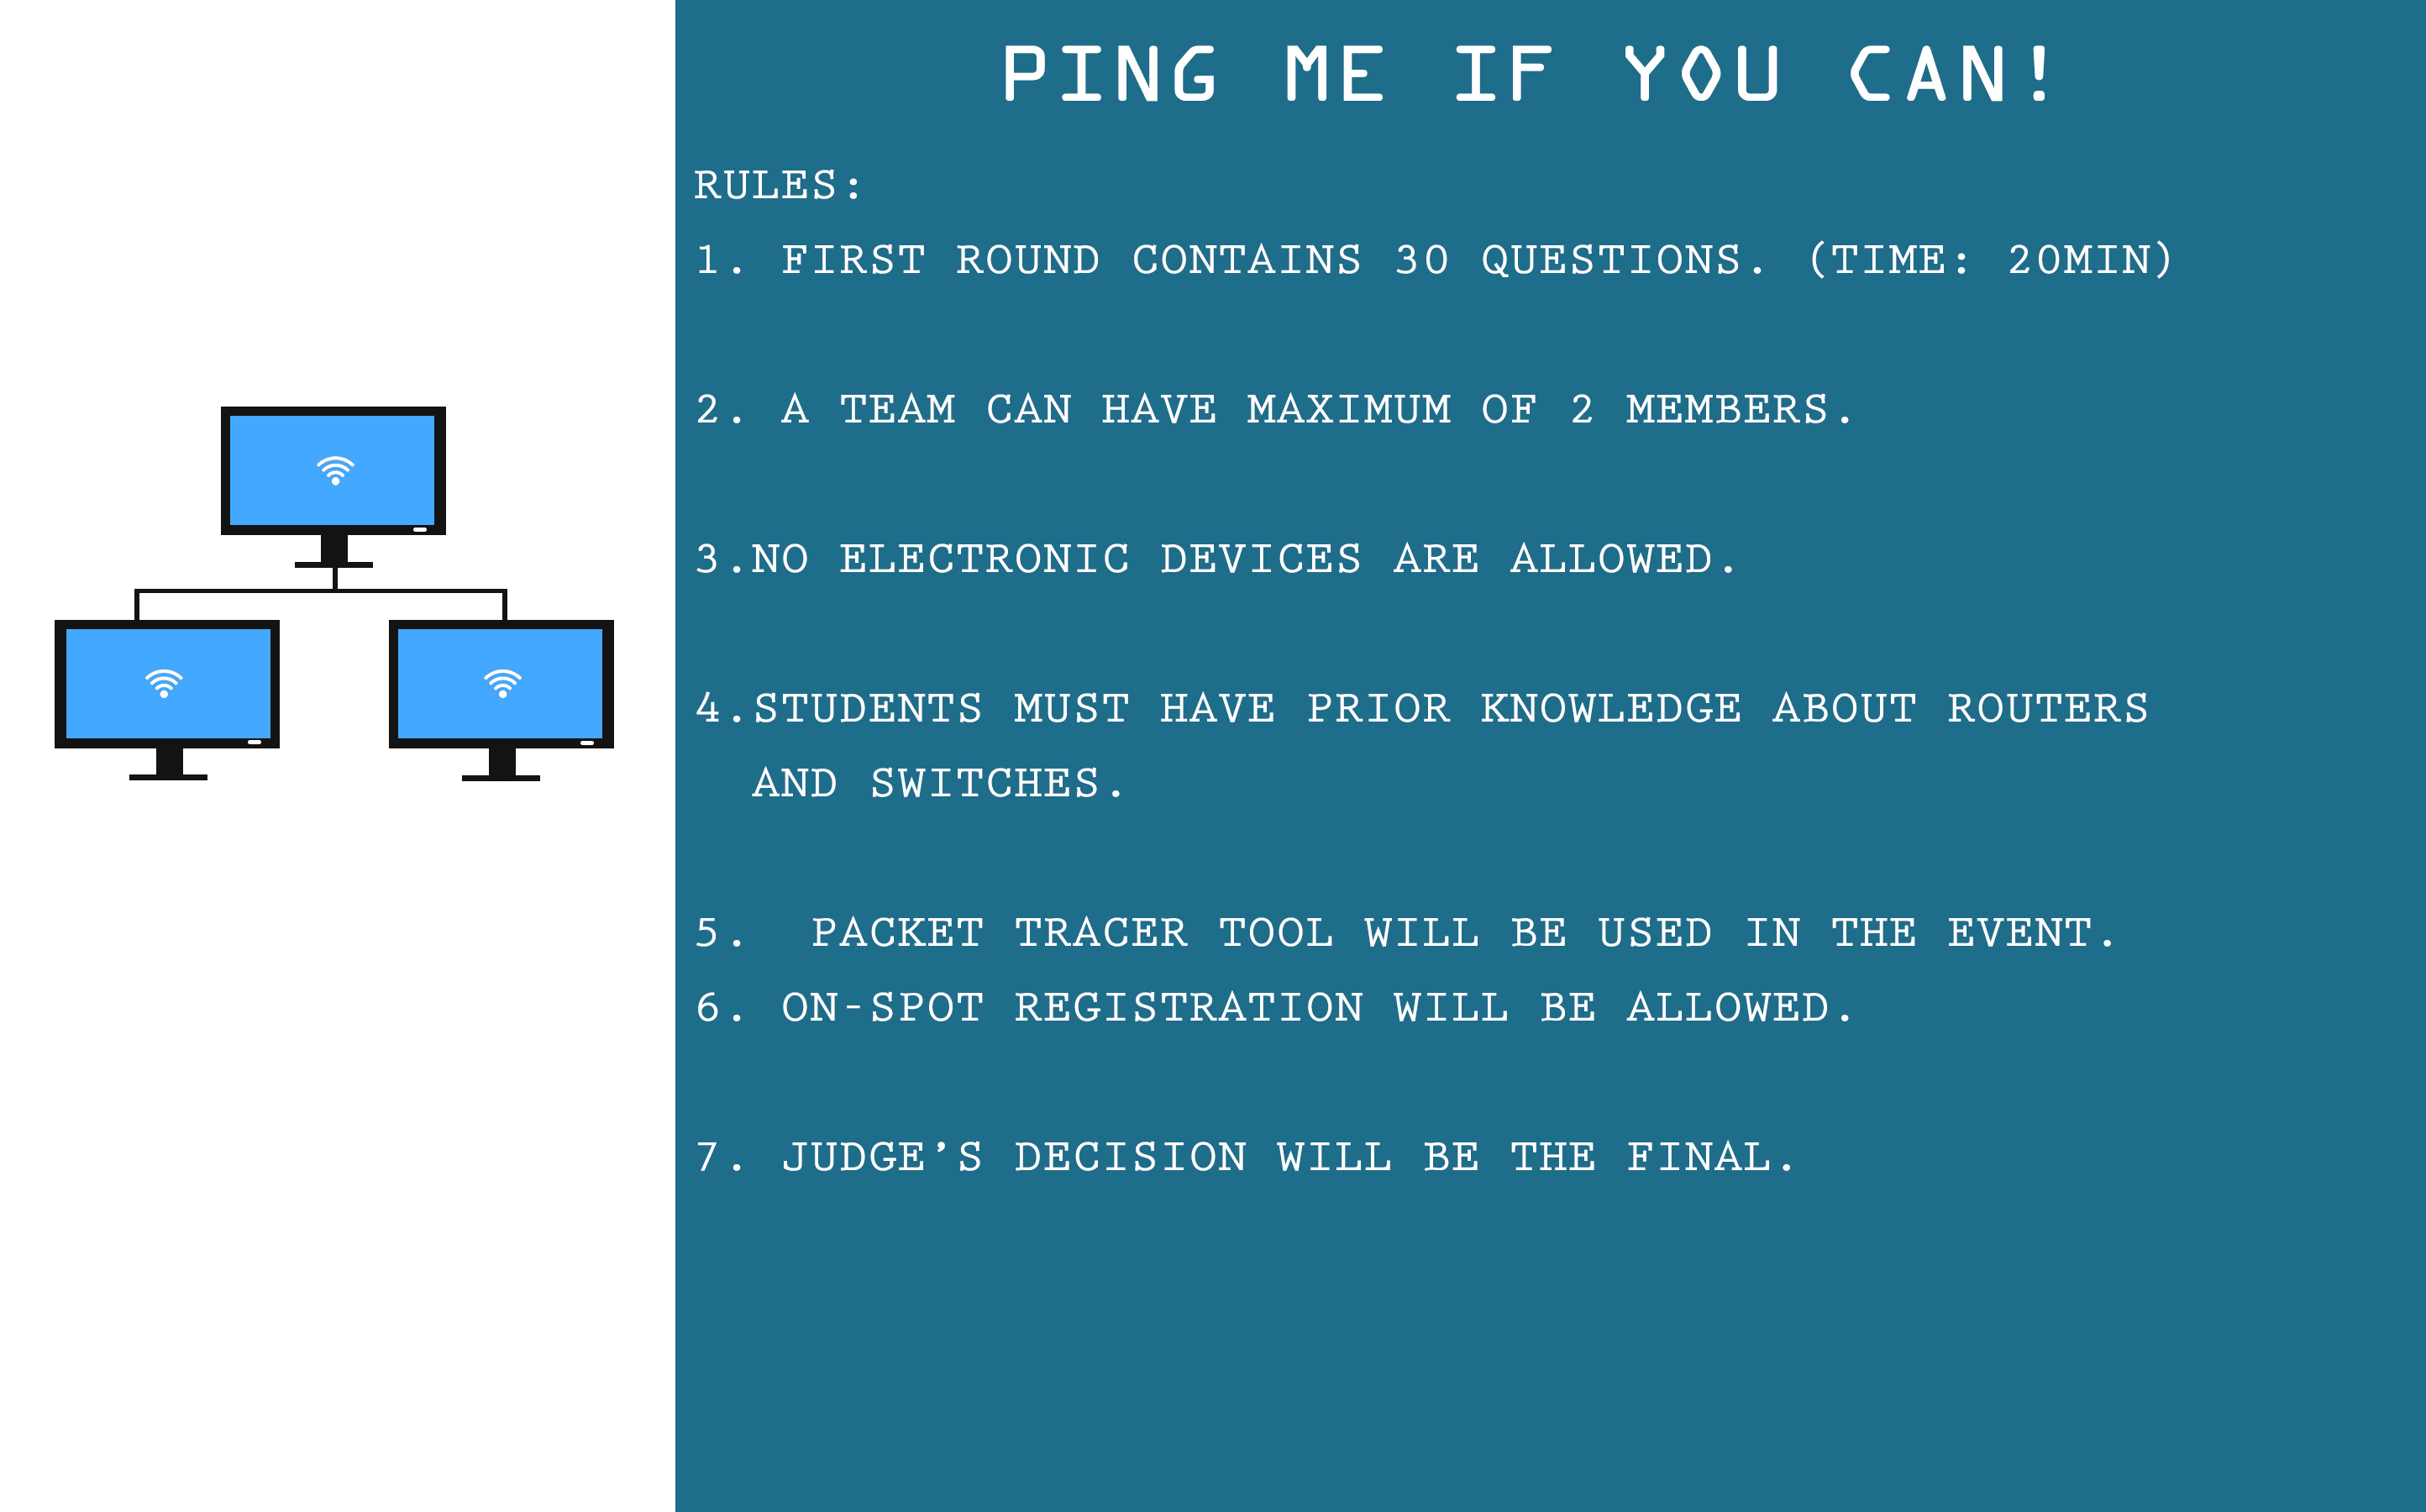 PING ME IF YOU CAN!
RULES:
1. FIRST ROUND CONTAINS 30 QUESTIONS. (TIME: 20MIN)
2. A TEAM CAN HAVE MAXIMUM OF 2 MEMBERS.
3.NO ELECTRONIC DEVICES ARE ALLOWED.
4.STUDENTS MUST HAVE PRIOR KNOWLEDGE ABOUT ROUTERS
AND SWITCHES.
5.  PACKET TRACER TOOL WILL BE USED IN THE EVENT.
6. ON-SPOT REGISTRATION WILL BE ALLOWED.
7. JUDGE’S DECISION WILL BE THE FINAL.